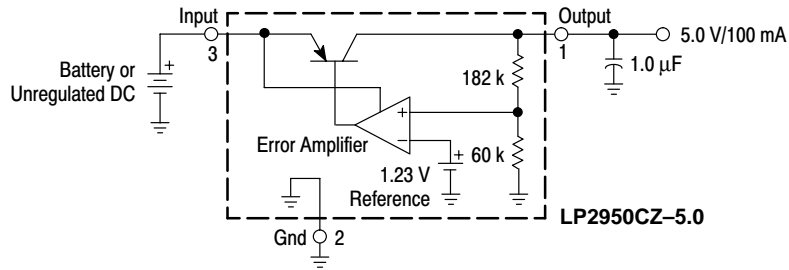 Input
3
Output
1
5.0 V/100 mA
Battery or
Unregulated DC
+
182 k
1.0 µF
Error Amplifier
+
−
60 k
1.23 V
+
Reference
LP2950CZ–5.0
Gnd
2